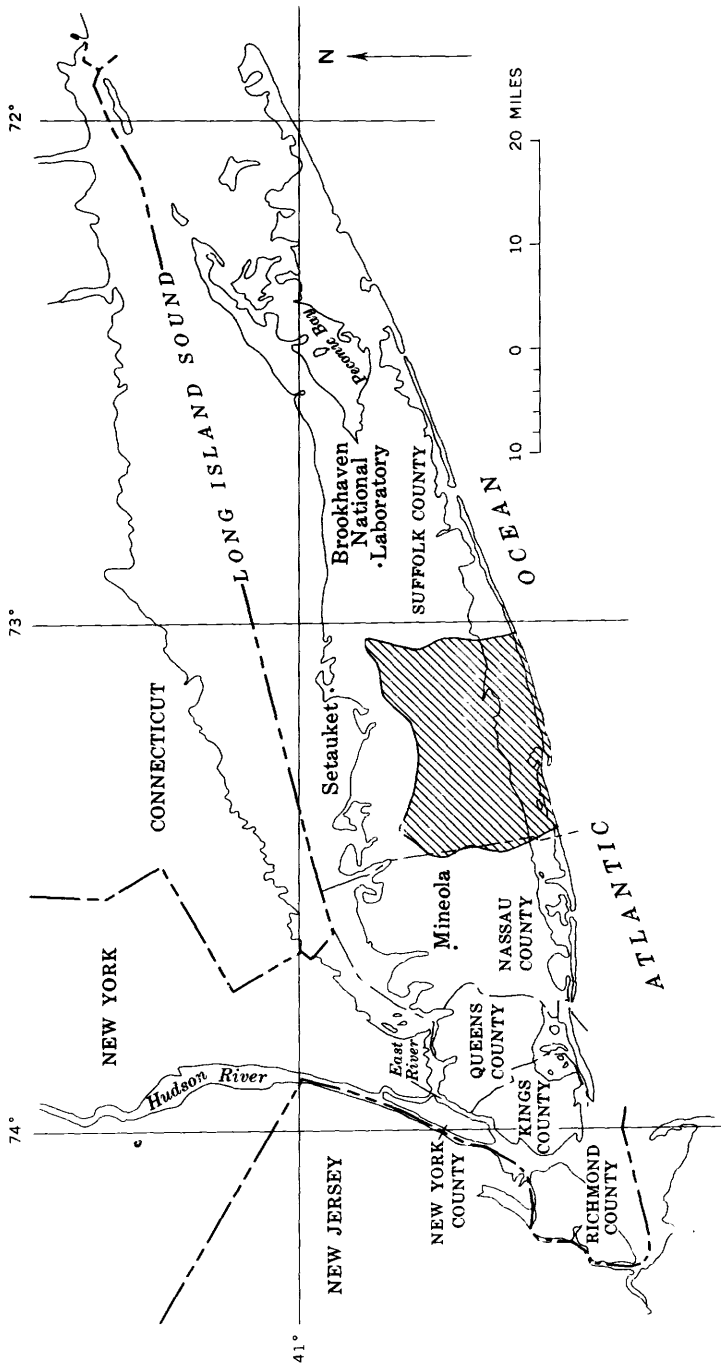 74°
73°
72°
41°
NEW YORK
CONNECTICUT
Hudson River
LONG ISLAND SOUND
NEW JERSEY
NEW YORK
COUNTY
East
River
Mineola
Setauket
Brookhaven
National
Laboratory
Peconic Bay
SUFFOLK COUNTY
QUEENS
COUNTY
NASSAU
COUNTY
KINGS
COUNTY
RICHMOND
COUNTY
ATLANTIC
OCEAN
N
10 0 10 20 MILES